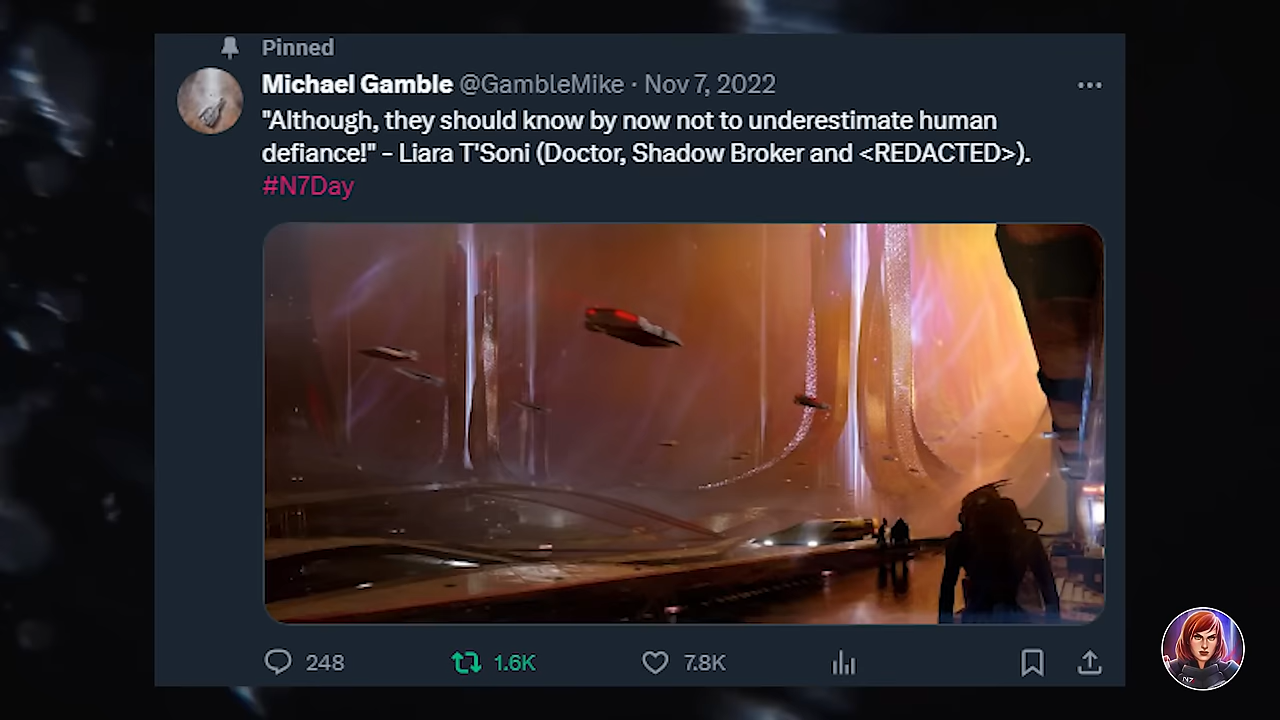 Pinned
Michael Gamble @GambleMike · Nov 7, 2022
"Although, they should know by now not to underestimate human
defiance!" – Liara T'Soni (Doctor, Shadow Broker and <REDACTED>).
#N7Day
248 1.6K 7.8K
N7